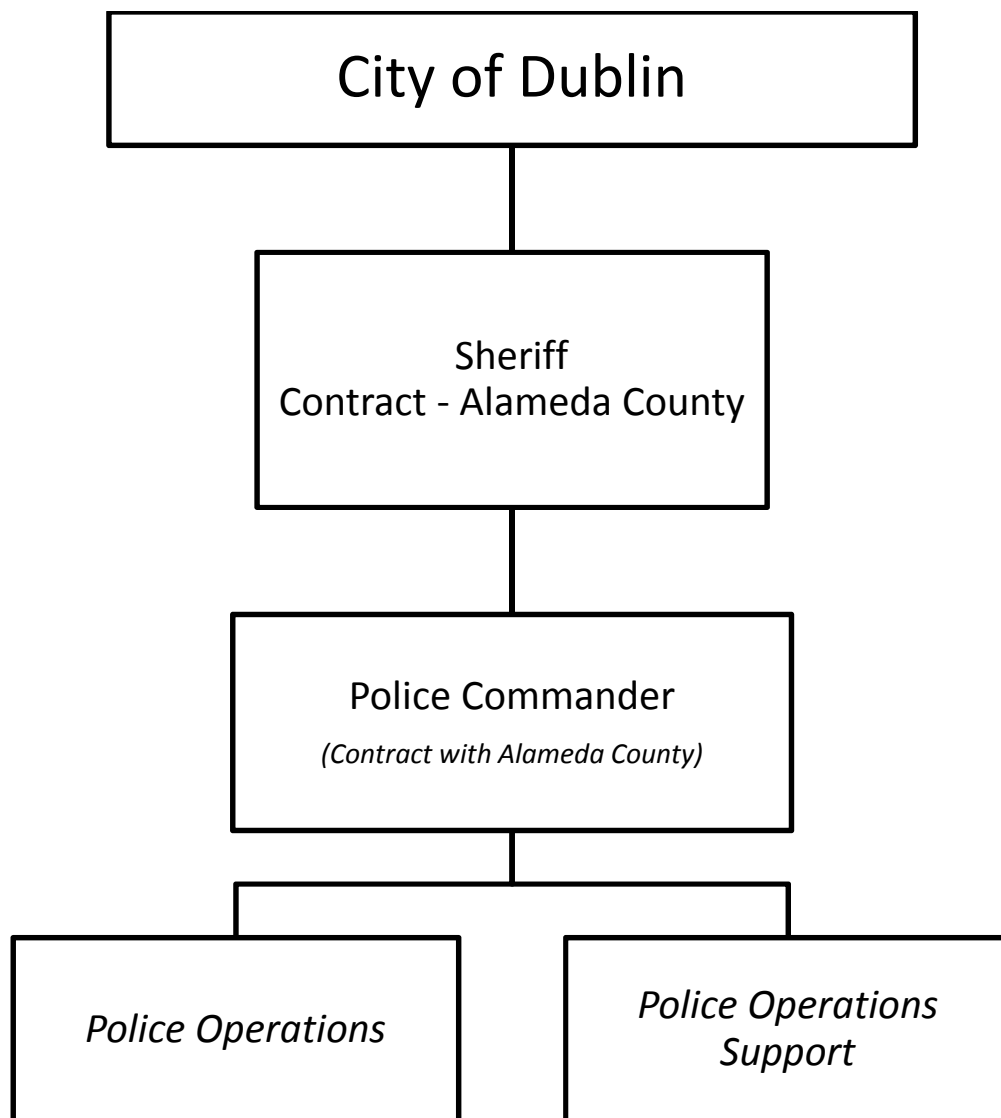 City of Dublin
Sheriff
Contract - Alameda County
Police Commander
(Contract with Alameda County)
Police Operations
Police Operations
Support